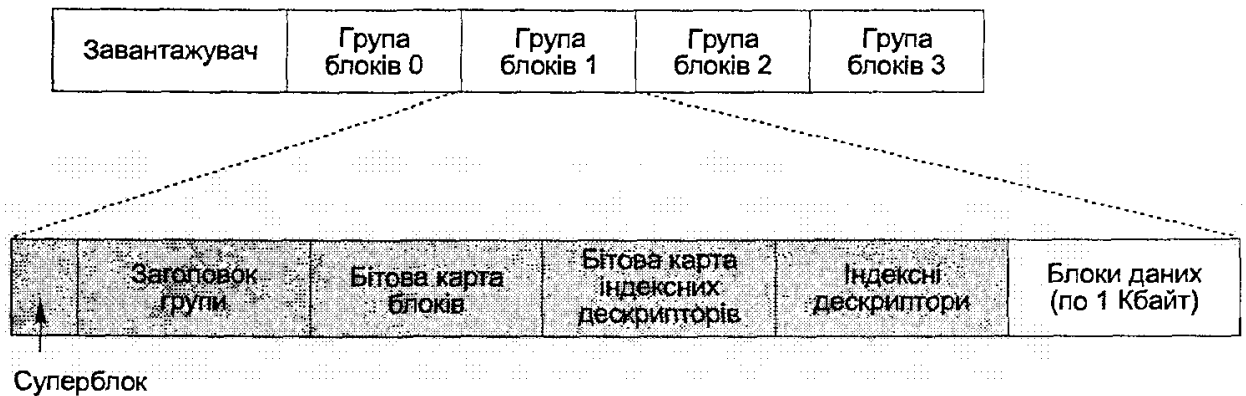 Завантажувач
Група
блоків 0
Група
блоків 1
Група
блоків 2
Група
блоків 3
Заголовок
групи
Бітова карта
блоків
Бітова карта
індексних
дескрипторів
Індексні
дескриптори
Блоки даних
(по 1 Кбайт)
Суперблок